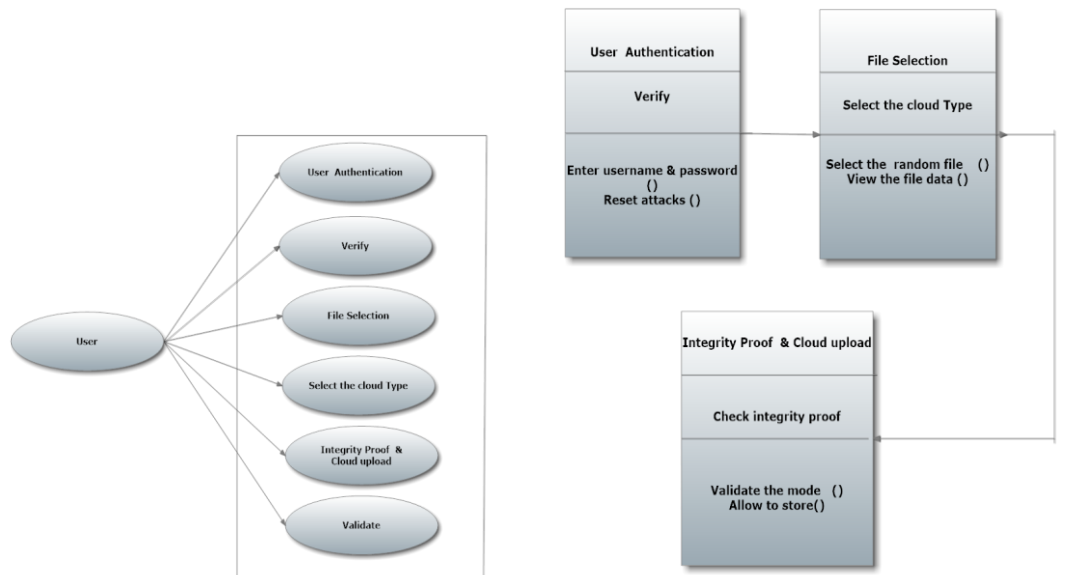 User
User Authentication
Verify
File Selection
Select the cloud Type
Integrity Proof &
Cloud upload
Validate
User Authentication
Verify
Enter username & password
()
Reset attacks ()
File Selection
Select the cloud Type
Select the random file ()
View the file data ()
Integrity Proof & Cloud upload
Check integrity proof
Validate the mode ()
Allow to store()